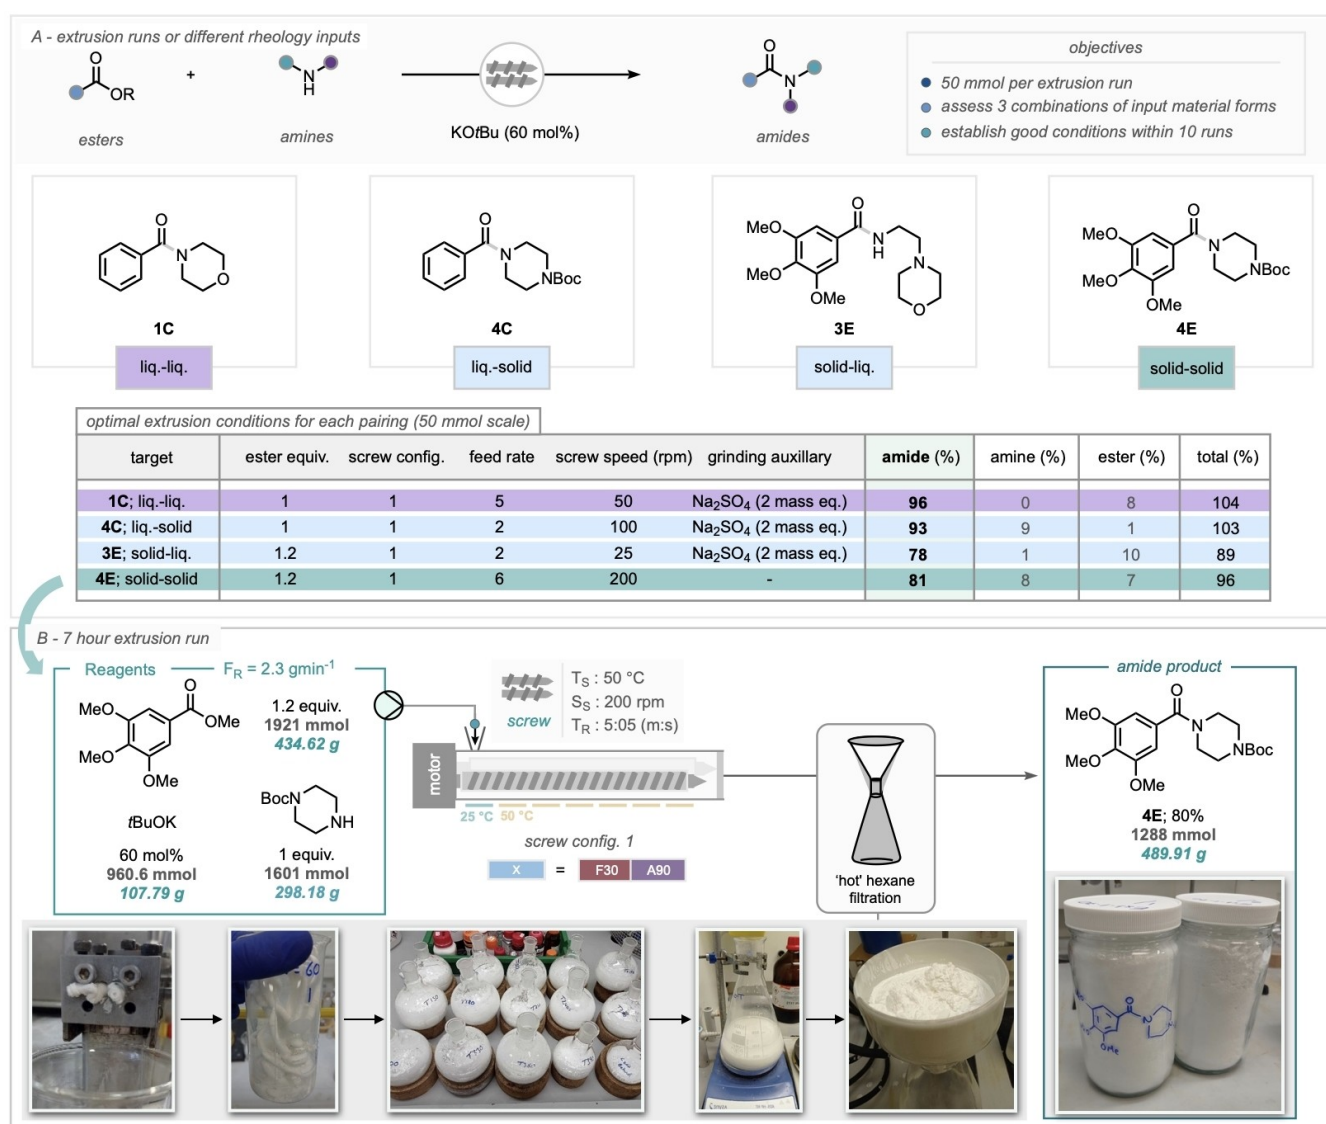 A - extrusion runs or different rheology inputs
O
OR
esters
+
N
H
amines
KOtBu (60 mol%)
O
N
amides
objectives
50 mmol per extrusion run
assess 3 combinations of input material forms
establish good conditions within 10 runs
O
N
O
1C
liq.-liq.
O
N
NBoc
4C
liq.-solid
MeO
MeO
OMe
O
N
H
N
O
3E
solid-liq.
MeO
MeO
OMe
O
N
NBoc
4E
solid-solid
optimal extrusion conditions for each pairing (50 mmol scale)
target ester equiv. screw config. feed rate screw speed (rpm) grinding auxillary amide (%) amine (%) ester (%) total (%)
1C; liq.-liq. 1 1 5 50 Na2SO4 (2 mass eq.) 96 0 8 104
4C; liq.-solid 1 1 2 100 Na2SO4 (2 mass eq.) 93 9 1 103
3E; solid-liq. 1.2 1 2 25 Na2SO4 (2 mass eq.) 78 1 10 89
4E; solid-solid 1.2 1 6 200 - 81 8 7 96
B - 7 hour extrusion run
Reagents FR = 2.3 gmin-1
MeO
MeO
OMe
O
OMe
1.2 equiv.
1921 mmol
434.62 g
tBuOK
60 mol%
960.6 mmol
107.79 g
BocN
NH
1 equiv.
1601 mmol
298.18 g
screw
TS : 50 °C
SS : 200 rpm
TR : 5:05 (m:s)
motor
25 °C 50 °C
screw config. 1
X = F30 A90
'hot' hexane
filtration
amide product
MeO
MeO
OMe
O
N
NBoc
4E; 80%
1288 mmol
489.91 g
60
1
O
N
OMe